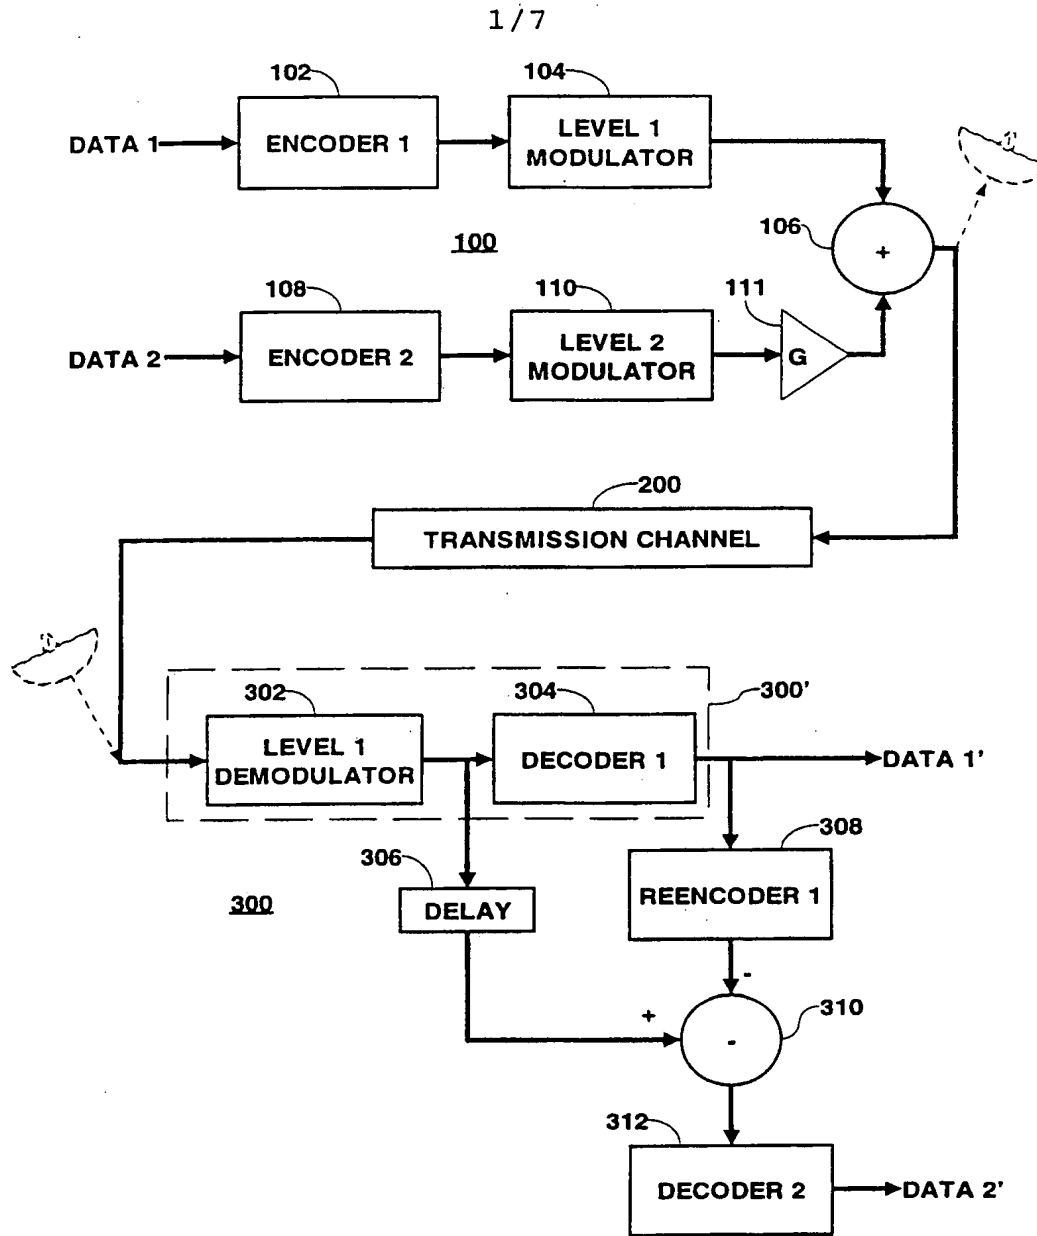 1/7
102
104
DATA 1
ENCODER 1
LEVEL 1
MODULATOR
106
+
100
108
110
111
DATA 2
ENCODER 2
LEVEL 2
MODULATOR
G
200
TRANSMISSION CHANNEL
302
304
300'
LEVEL 1
DEMODULATOR
DECODER 1
DATA 1'
306
308
300
DELAY
REENCODER 1
-
+
310
-
312
DECODER 2
DATA 2'